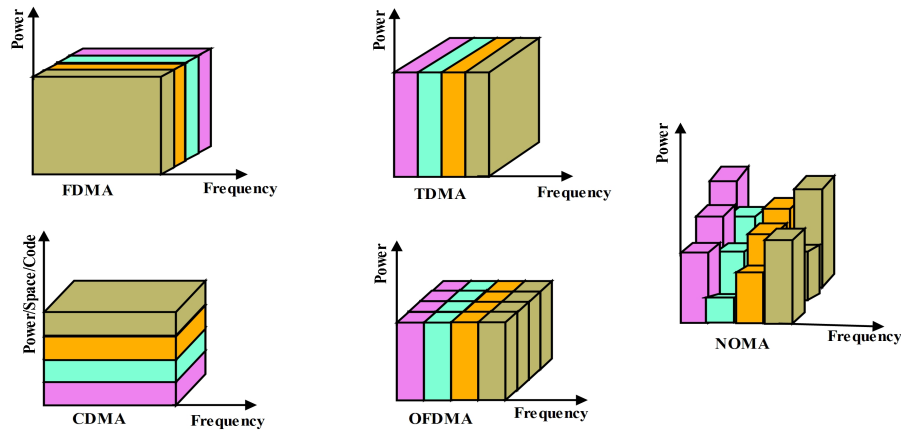 Power
Frequency
FDMA
Power
Frequency
TDMA
Power
Frequency
NOMA
Power/Space/Code
Frequency
CDMA
Power
Frequency
OFDMA